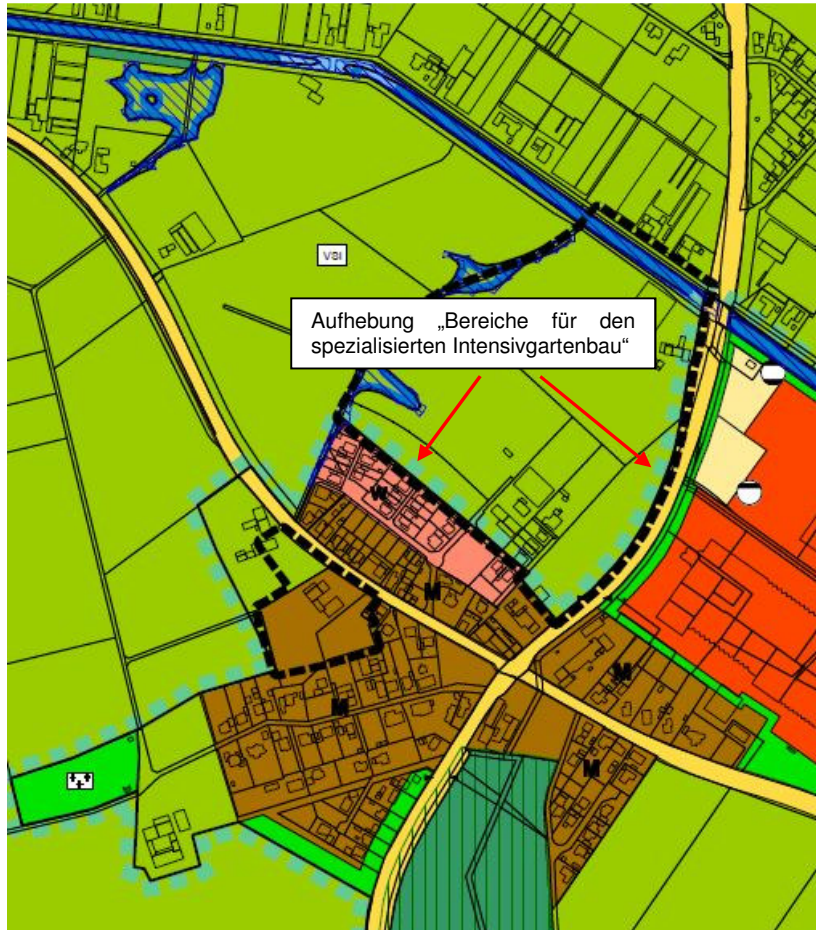 VSI
Aufhebung „Bereiche für den
spezialisierten Intensivgartenbau“
W
M
M
M
M